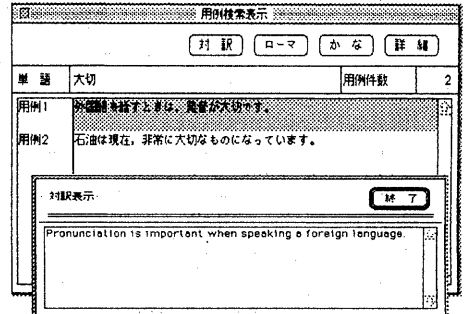 用例検索表示
対 訳 ローマ か な 詳 細
単 語 大切 用例件数 2
用例1 外国語を話すときは、発音が大切です。
用例2 石油は現在，非常に大切なものになっています。
対訳表示 終 了
Pronunciation is important when speaking a foreign language.